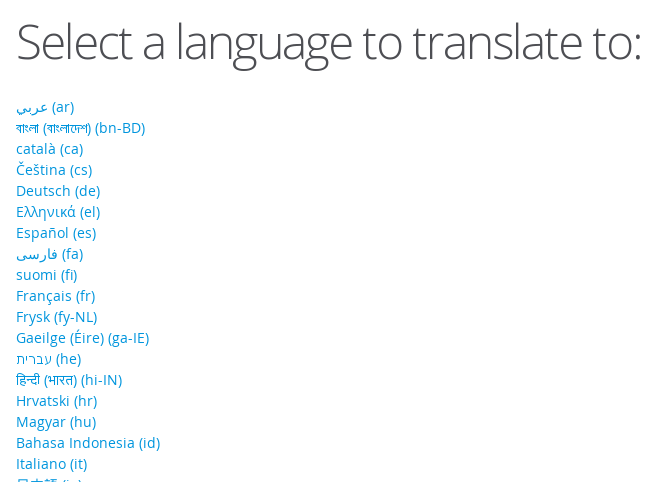 Select a language to translate to:
عربي (ar)
বাংলা (বাংলাদেশ) (bn-BD)
català (ca)
Čeština (cs)
Deutsch (de)
Ελληνικά (el)
Español (es)
فارسی (fa)
suomi (fi)
Français (fr)
Frysk (fy-NL)
Gaeilge (Éire) (ga-IE)
עברית (he)
हिन्दी (भारत) (hi-IN)
Hrvatski (hr)
Magyar (hu)
Bahasa Indonesia (id)
Italiano (it)